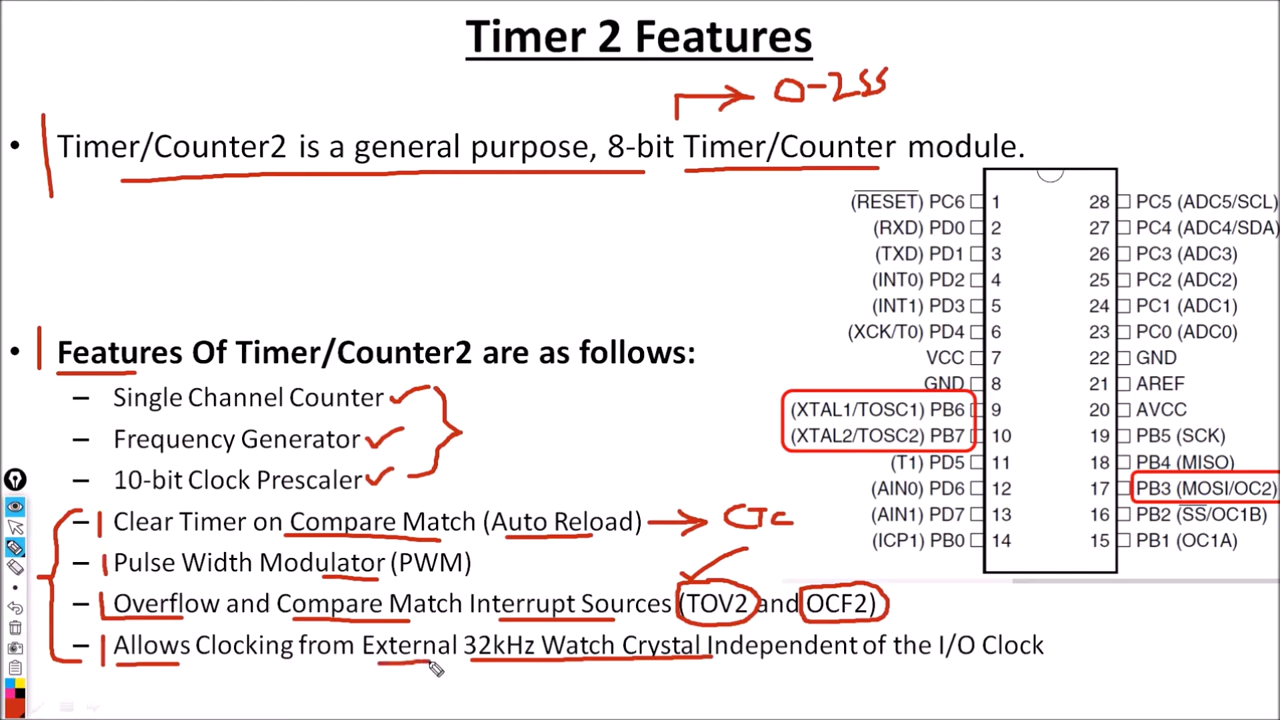 Timer 2 Features
0-255
• Timer/Counter2 is a general purpose, 8-bit Timer/Counter module.
• Features Of Timer/Counter2 are as follows:
– Single Channel Counter
– Frequency Generator
– 10-bit Clock Prescaler
– Clear Timer on Compare Match (Auto Reload) → CTC
– Pulse Width Modulator (PWM)
– Overflow and Compare Match Interrupt Sources (TOV2 and OCF2)
– Allows Clocking from External 32kHz Watch Crystal Independent of the I/O Clock
(RESET) PC6 1 28 PC5 (ADC5/SCL)
(RXD) PD0 2 27 PC4 (ADC4/SDA)
(TXD) PD1 3 26 PC3 (ADC3)
(INT0) PD2 4 25 PC2 (ADC2)
(INT1) PD3 5 24 PC1 (ADC1)
(XCK/T0) PD4 6 23 PC0 (ADC0)
VCC 7 22 GND
GND 8 21 AREF
(XTAL1/TOSC1) PB6 9 20 AVCC
(XTAL2/TOSC2) PB7 10 19 PB5 (SCK)
(T1) PD5 11 18 PB4 (MISO)
(AIN0) PD6 12 17 PB3 (MOSI/OC2)
(AIN1) PD7 13 16 PB2 (SS/OC1B)
(ICP1) PB0 14 15 PB1 (OC1A)